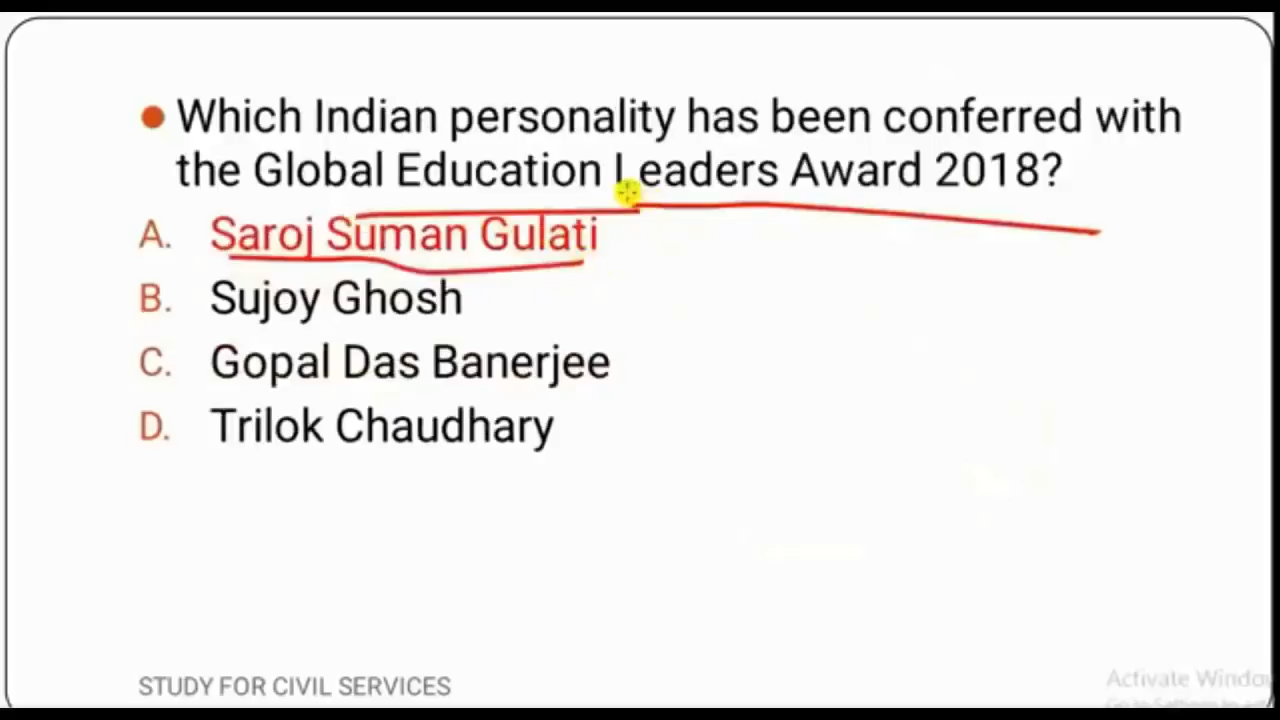 Which Indian personality has been conferred with
the Global Education Leaders Award 2018?
A. Saroj Suman Gulati
B. Sujoy Ghosh
C. Gopal Das Banerjee
D. Trilok Chaudhary
STUDY FOR CIVIL SERVICES
Activate Windo